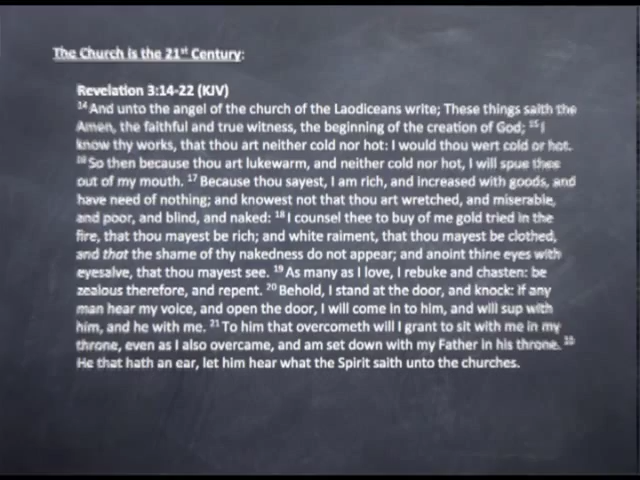 The Church is the 21st Century:
Revelation 3:14-22 (KJV)
14 And unto the angel of the church of the Laodiceans write; These things saith the
Amen, the faithful and true witness, the beginning of the creation of God; 15 I
know thy works, that thou art neither cold nor hot: I would thou wert cold or hot.
16 So then because thou art lukewarm, and neither cold nor hot, I will spue thee
out of my mouth. 17 Because thou sayest, I am rich, and increased with goods, and
have need of nothing; and knowest not that thou art wretched, and miserable,
and poor, and blind, and naked: 18 I counsel thee to buy of me gold tried in the
fire, that thou mayest be rich; and white raiment, that thou mayest be clothed,
and that the shame of thy nakedness do not appear; and anoint thine eyes with
eyesalve, that thou mayest see. 19 As many as I love, I rebuke and chasten: be
zealous therefore, and repent. 20 Behold, I stand at the door, and knock: if any
man hear my voice, and open the door, I will come in to him, and will sup with
him, and he with me. 21 To him that overcometh will I grant to sit with me in my
throne, even as I also overcame, and am set down with my Father in his throne. 22
He that hath an ear, let him hear what the Spirit saith unto the churches.